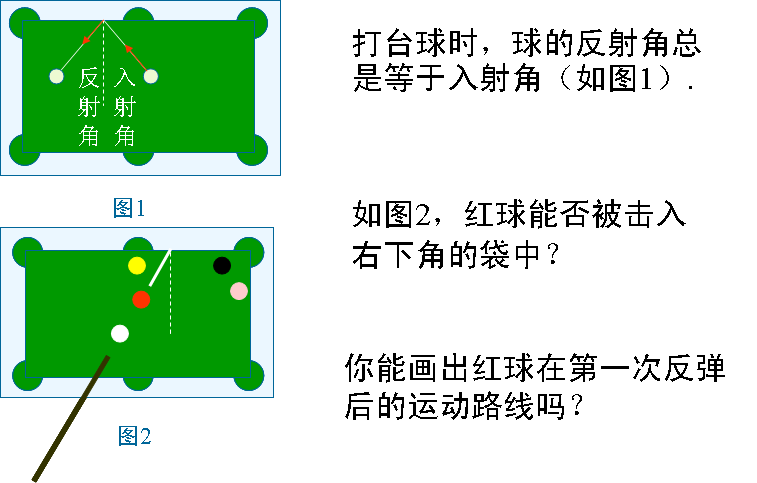 打台球时，球的反射角总
是等于入射角（如图1）.
反射角
入射角
图1
如图2，红球能否被击入
右下角的袋中？
你能画出红球在第一次反弹
后的运动路线吗？
图2